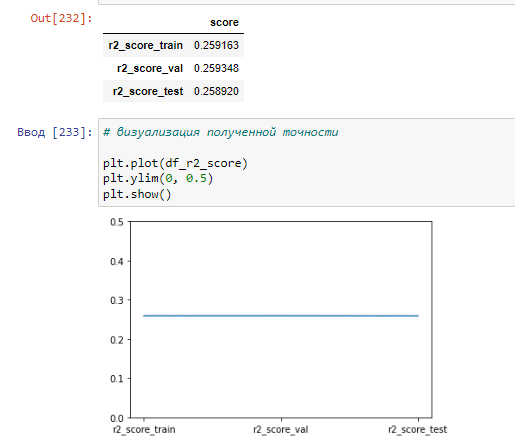 Out[232]:
score
r2_score_train 0.259163
r2_score_val 0.259348
r2_score_test 0.258920
Ввод [233]: # визуализация полученной точности
plt.plot(df_r2_score)
plt.ylim(0, 0.5)
plt.show()
0.5
0.4
0.3
0.2
0.1
0.0
r2_score_train r2_score_val r2_score_test